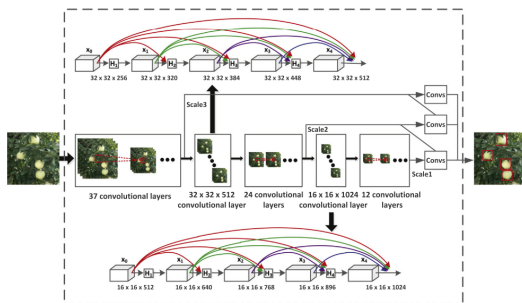 x₀ x₁ x₂ x₃ x₄
H₁ H₂ H₃ H₄
32 x 32 x 256 32 x 32 x 320 32 x 32 x 384 32 x 32 x 448 32 x 32 x 512
Scale3
Convs
Scale2
Convs
Convs
Scale1
37 convolutional layers
32 x 32 x 512
convolutional layer
24 convolutional
layers
16 x 16 x 1024
convolutional layer
12 convolutional
layers
x₀ x₁ x₂ x₃ x₄
H₁ H₂ H₃ H₄
16 x 16 x 512 16 x 16 x 640 16 x 16 x 768 16 x 16 x 896 16 x 16 x 1024